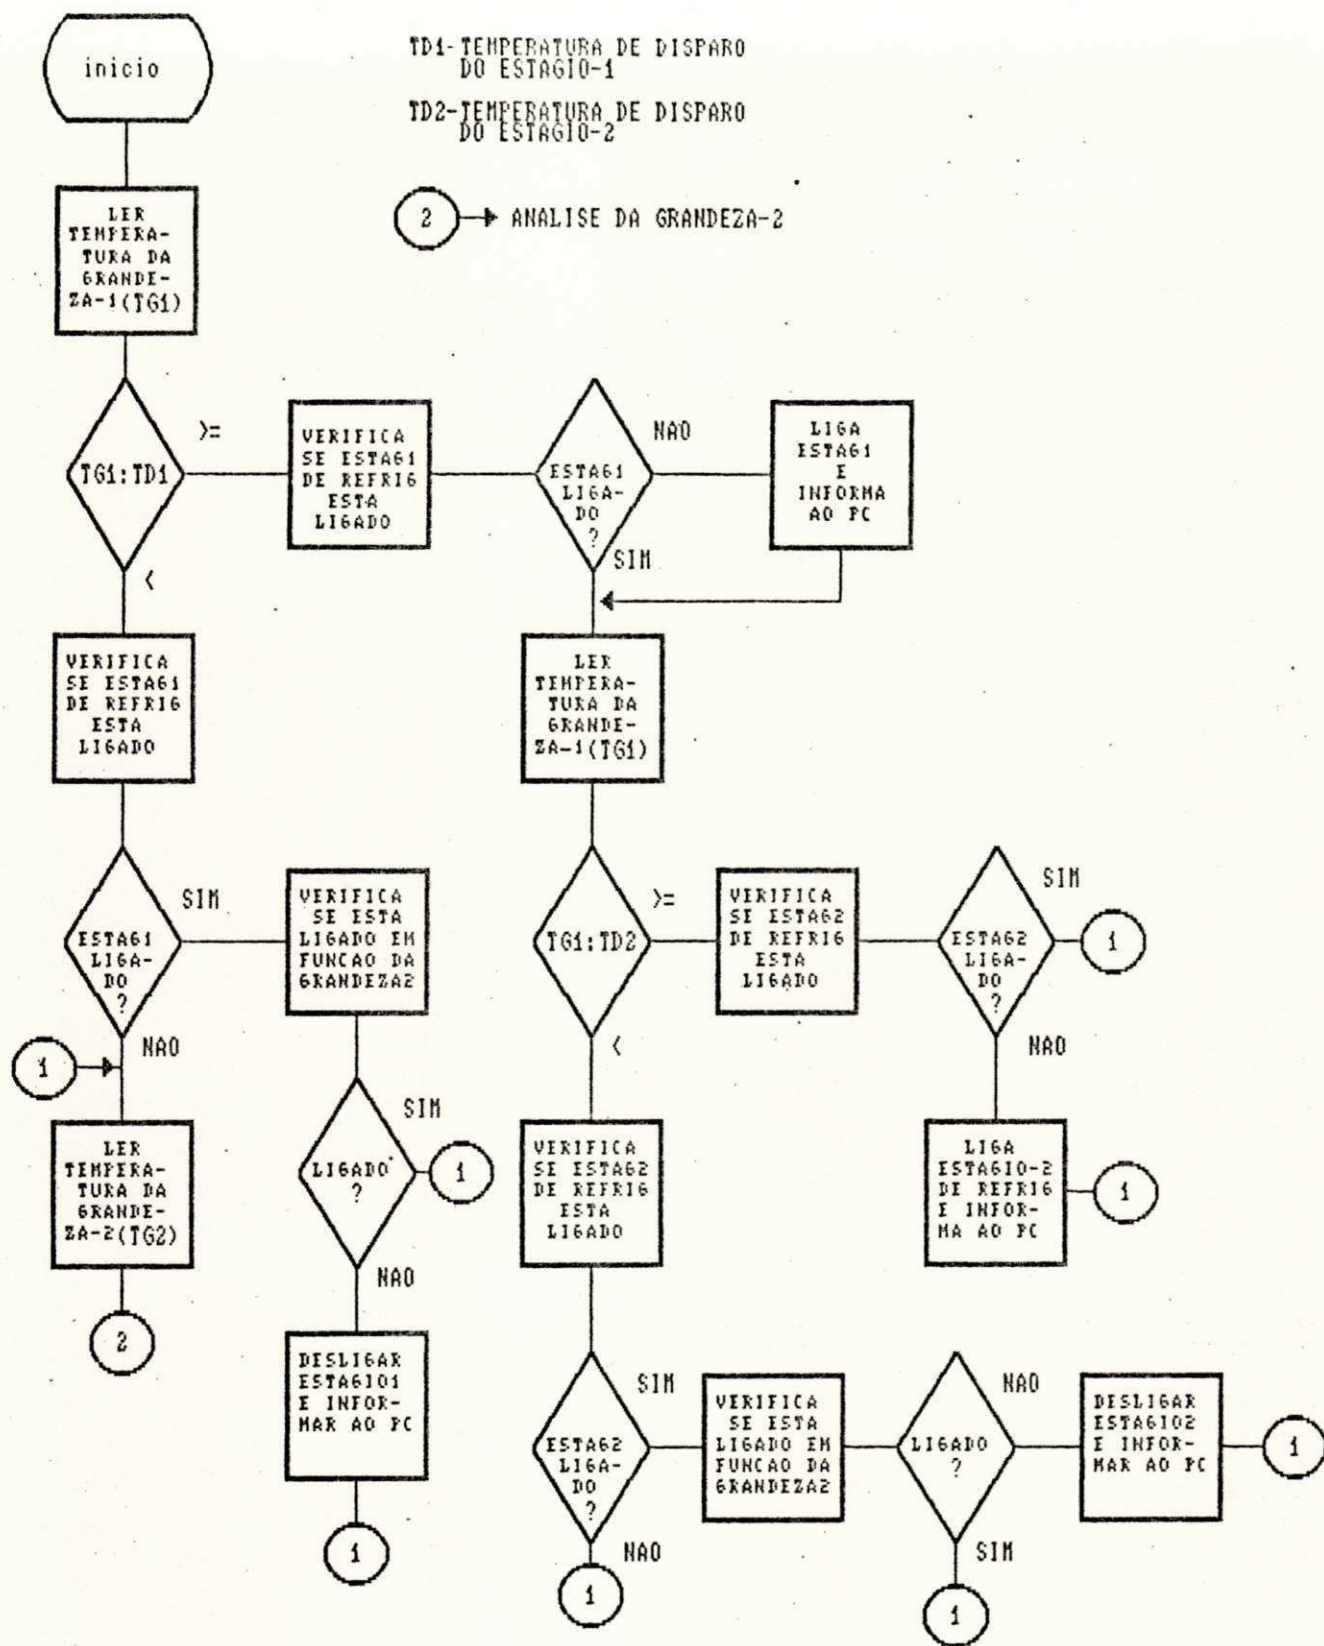 inicio
TD1-TEMPERATURA DE DISPARO
DO ESTAGIO-1
TD2-TEMPERATURA DE DISPARO
DO ESTAGIO-2
2
ANALISE DA GRANDEZA-2
LER
TEMPERA-
TURA DA
GRANDE-
ZA-1(TG1)
TG1:TD1
>=
<
VERIFICA
SE ESTAG1
DE REFRIG
ESTA
LIGADO
ESTAG1
LIGA-
DO
?
NAO
SIM
LIGA
ESTAG1
E
INFORMA
AO PC
VERIFICA
SE ESTAG1
DE REFRIG
ESTA
LIGADO
LER
TEMPERA-
TURA DA
GRANDE-
ZA-1(TG1)
ESTAG1
LIGA-
DO
?
SIM
NAO
VERIFICA
SE ESTA
LIGADO EM
FUNCAO DA
GRANDEZA2
TG1:TD2
>=
<
VERIFICA
SE ESTAG2
DE REFRIG
ESTA
LIGADO
ESTAG2
LIGA-
DO
?
SIM
1
NAO
1
LER
TEMPERA-
TURA DA
GRANDE-
ZA-2(TG2)
2
LIGADO
?
SIM
1
NAO
VERIFICA
SE ESTAG2
DE REFRIG
ESTA
LIGADO
LIGA
ESTAGIO-2
DE REFRIG
E INFOR-
MA AO PC
1
DESLIGAR
ESTAGIO1
E INFOR-
MAR AO PC
1
ESTAG2
LIGA-
DO
?
SIM
NAO
1
VERIFICA
SE ESTA
LIGADO EM
FUNCAO DA
GRANDEZA2
LIGADO
?
NAO
SIM
1
DESLIGAR
ESTAGIO2
E INFOR-
MAR AO PC
1